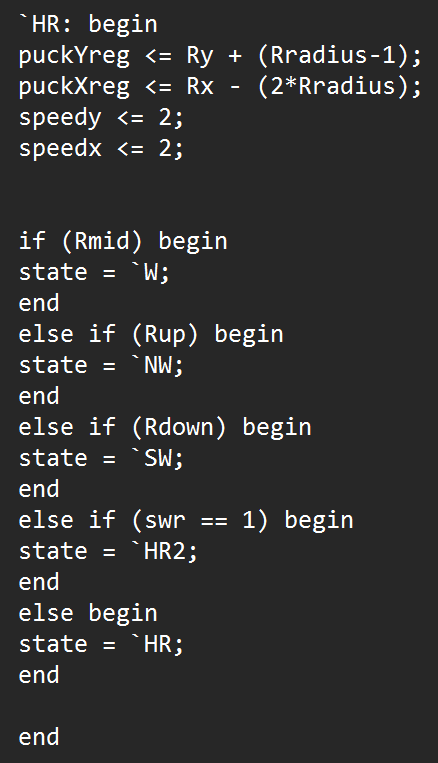 `HR: begin
puckYreg <= Ry + (Rradius-1);
puckXreg <= Rx - (2*Rradius);
speedy <= 2;
speedx <= 2;
if (Rmid) begin
state = `W;
end
else if (Rup) begin
state = `NW;
end
else if (Rdown) begin
state = `SW;
end
else if (swr == 1) begin
state = `HR2;
end
else begin
state = `HR;
end
end